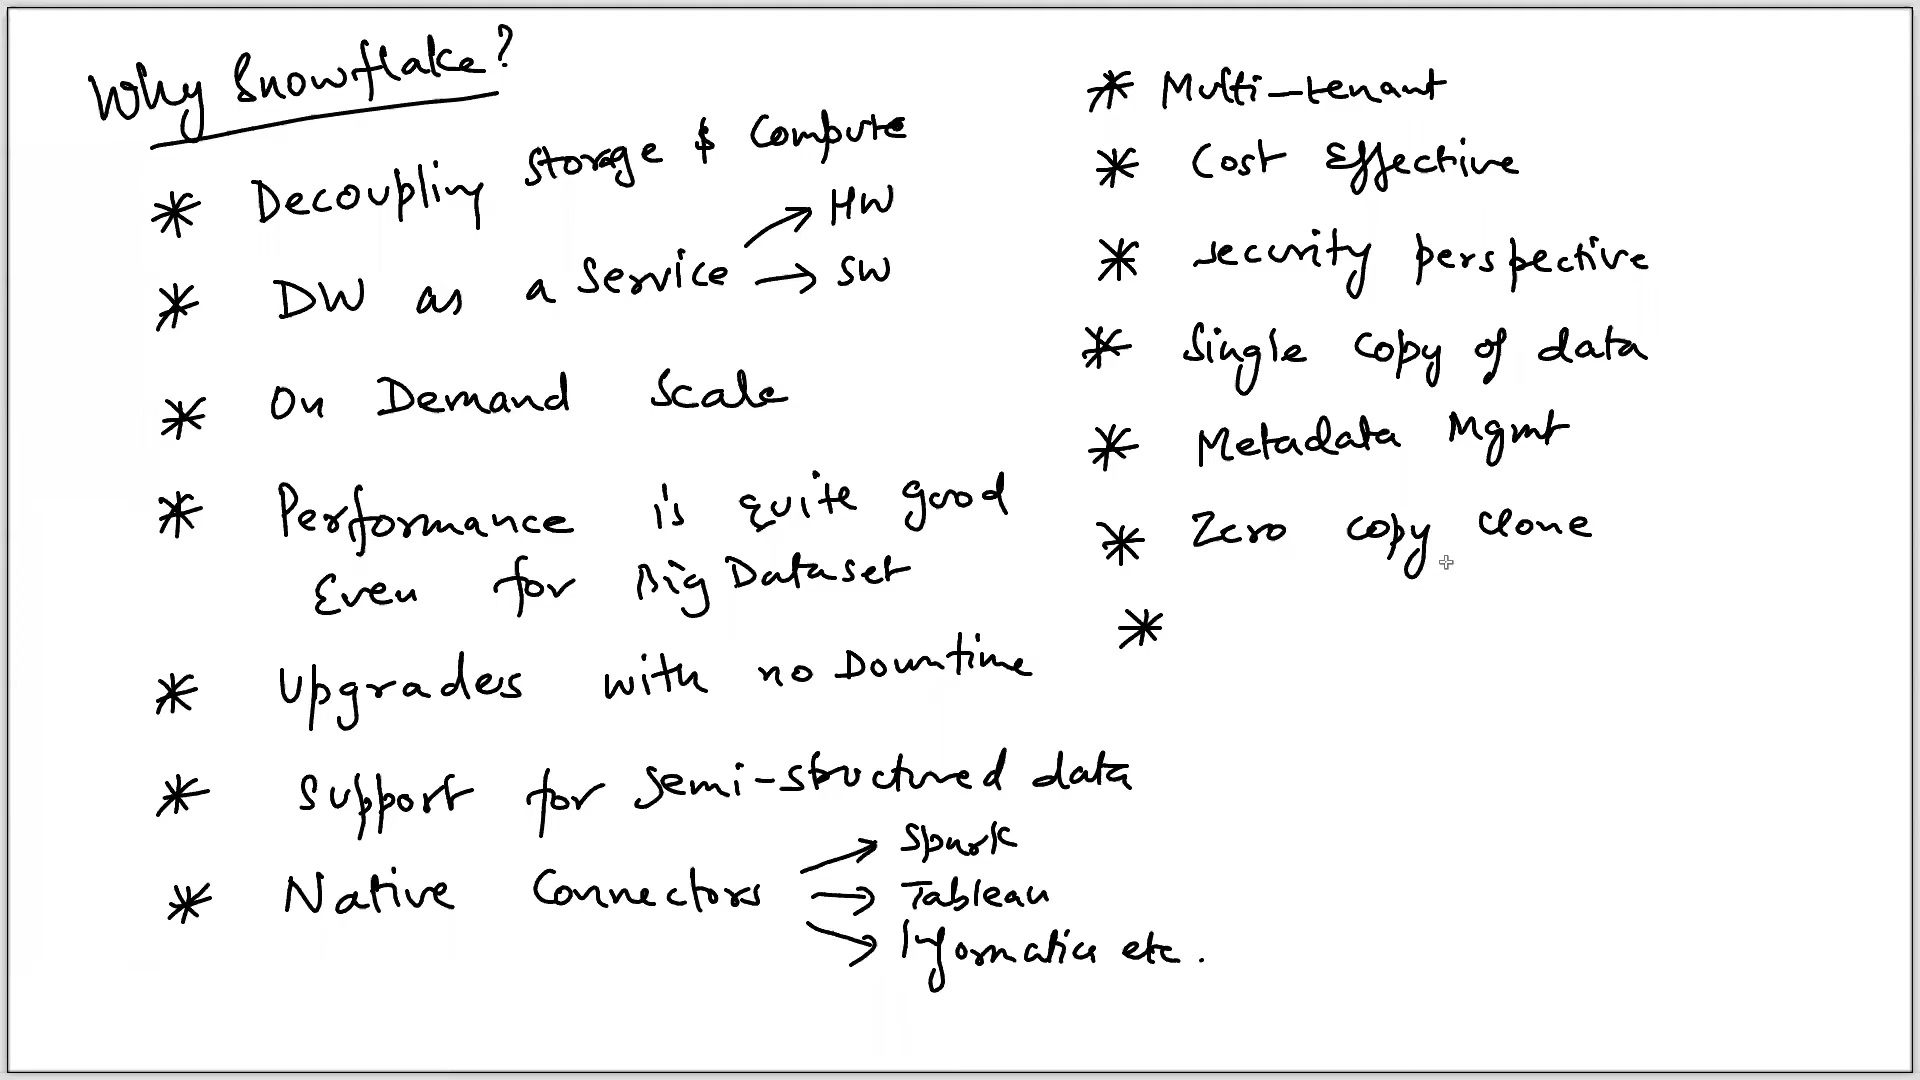 Why Snowflake?
* Decoupling Storage & Compute
* DW as a Service → HW
→ SW
* On Demand Scale
* Performance is quite good
Even for Big Dataset
* Upgrades with no Downtime
* Support for Semi-structured data
* Native Connectors → Spark
→ Tableau
→ Informatica etc.
* Multi-tenant
* Cost Effective
* Security perspective
* Single Copy of data
* Metadata Mgmt
* Zero copy clone
*